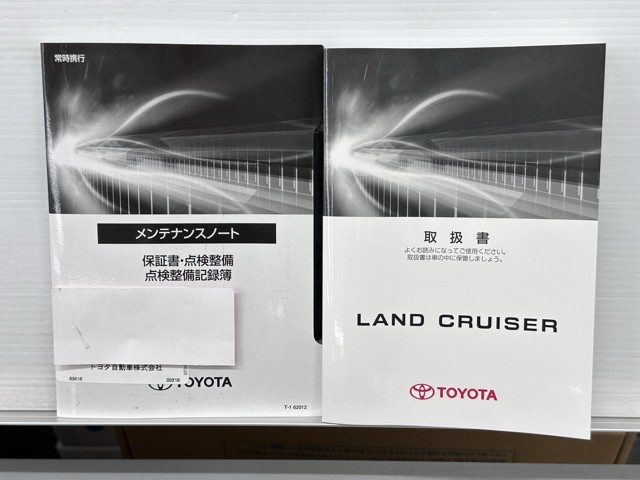 常時携行
メンテナンスノート
保証書・点検整備
点検整備記録簿
トヨタ自動車株式会社
83418
00218
TOYOTA
T-1 62012
取扱書
よくお読みになってご使用ください。
取扱書は車の中に保管しましょう。
LAND CRUISER
TOYOTA